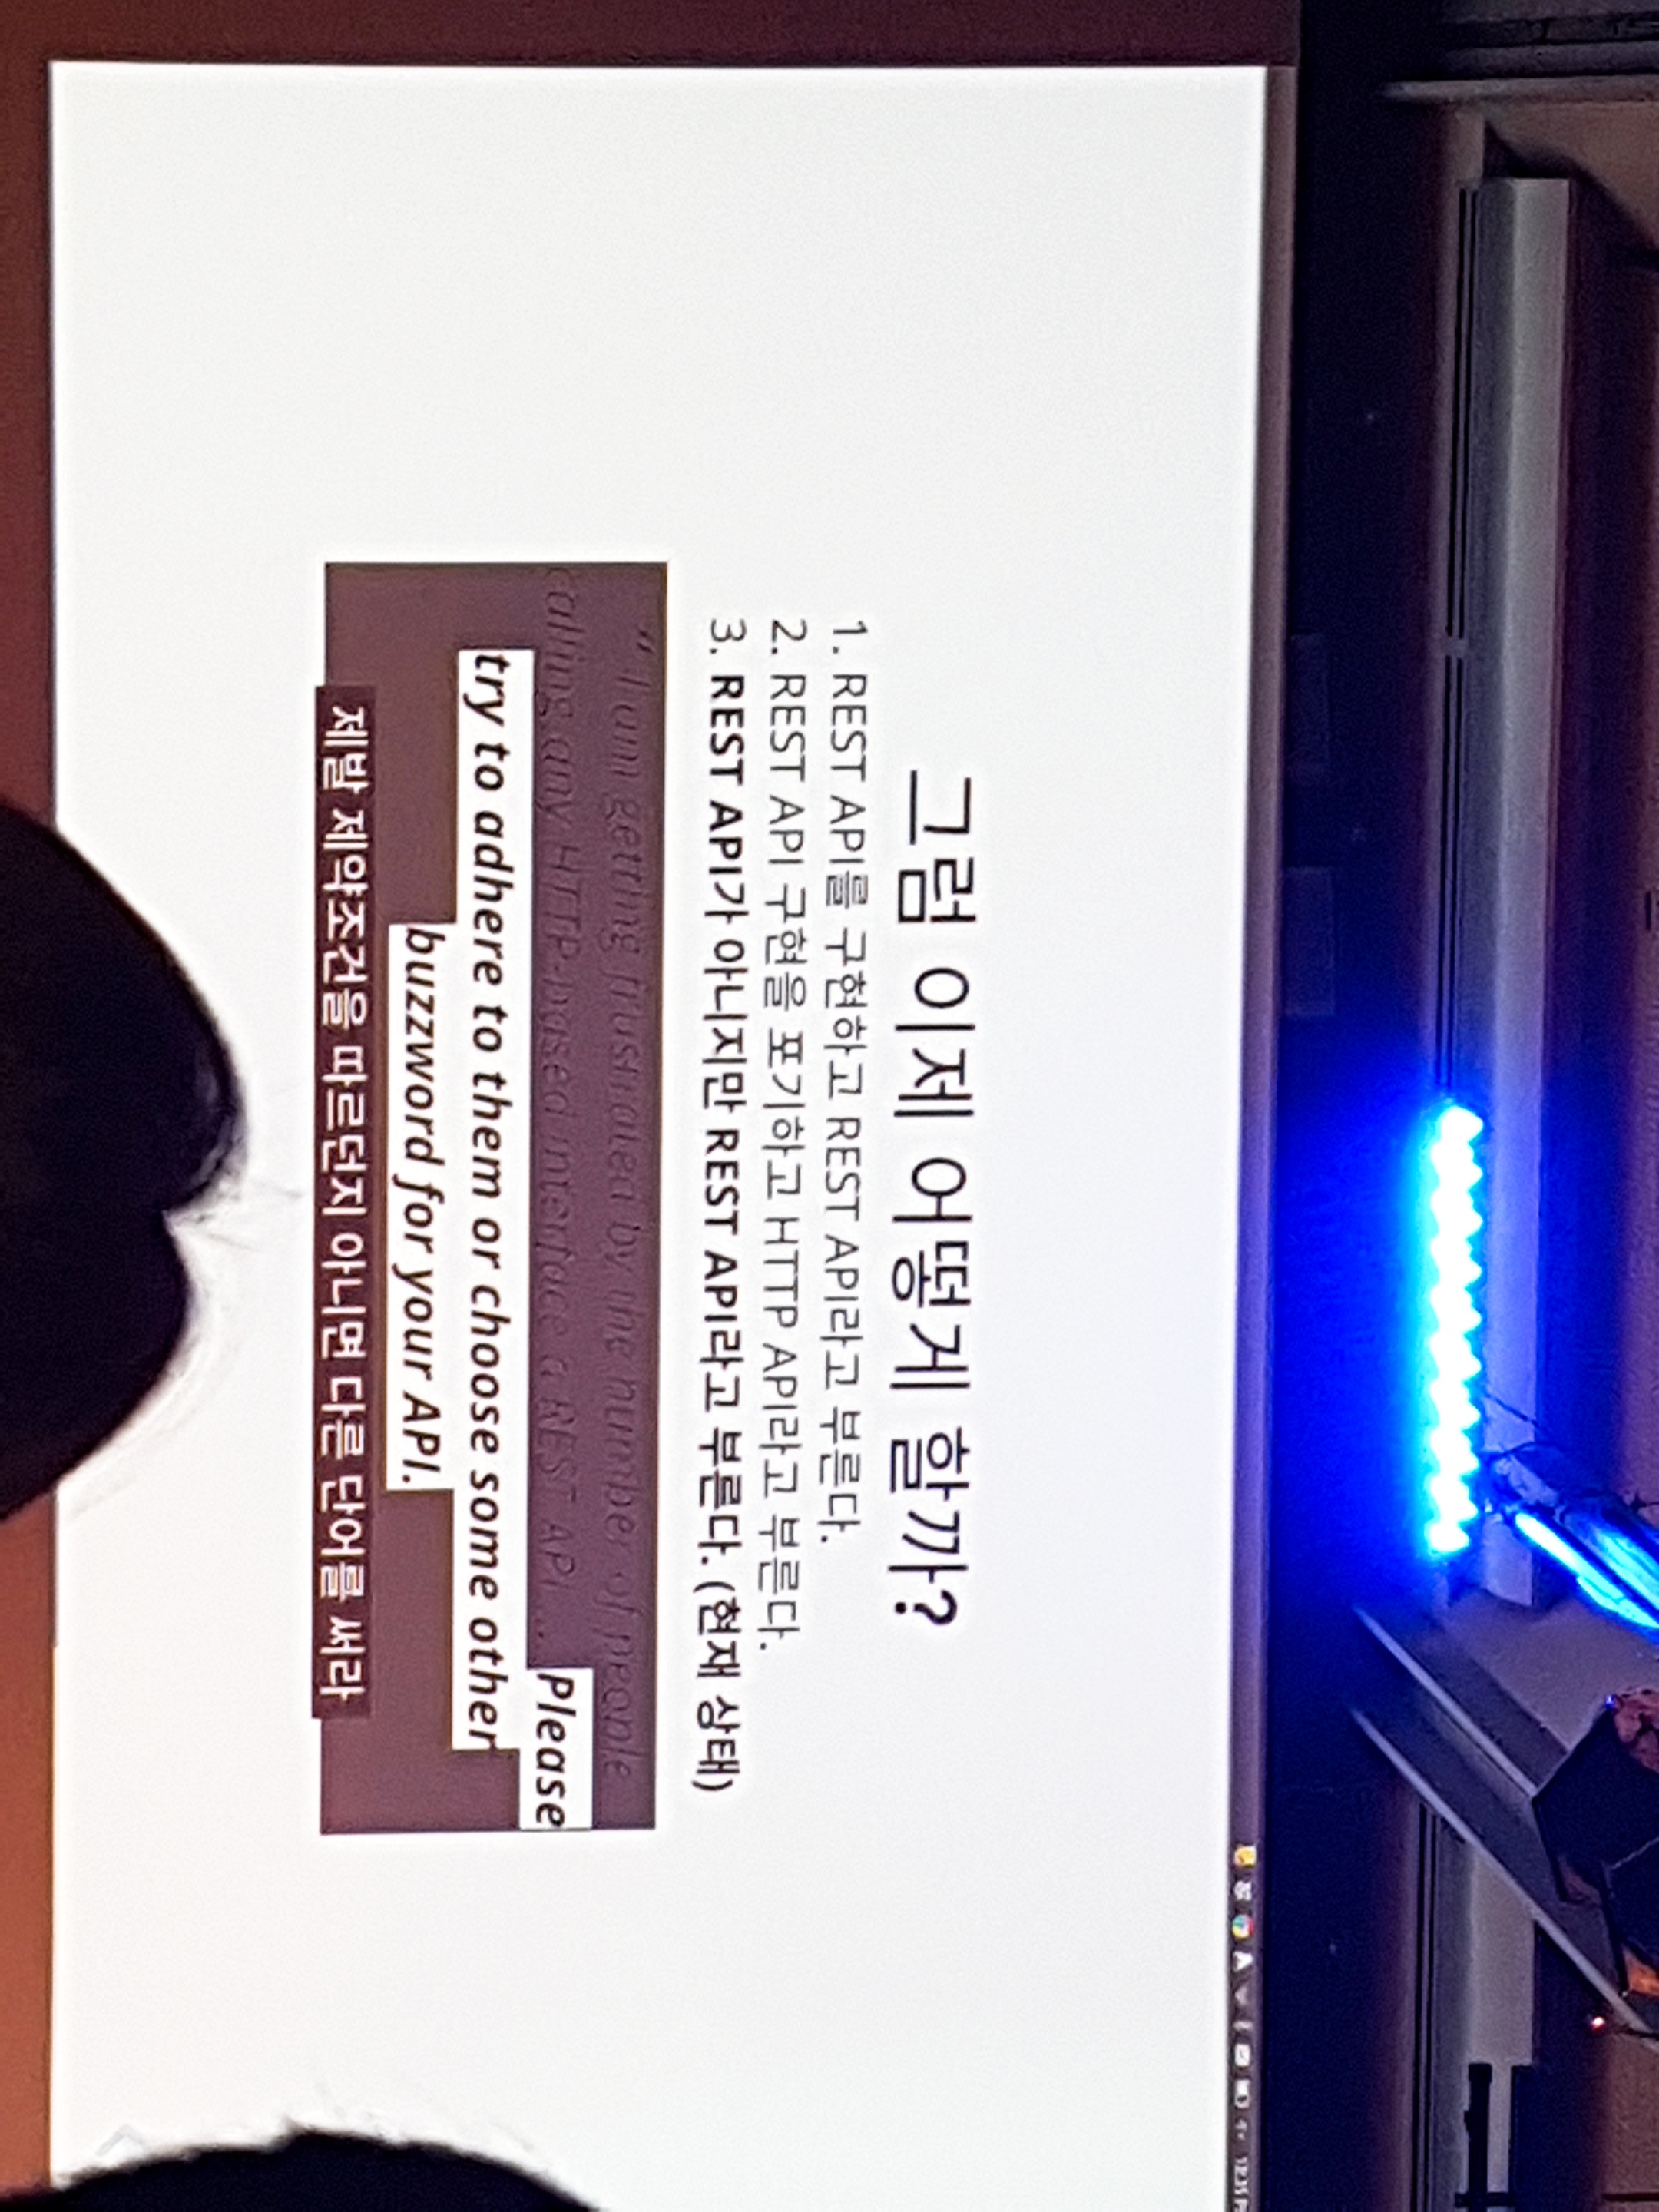 그럼 이제 어떻게 할까?
1. REST API를 구현하고 REST API라고 부른다.
2. REST API 구현을 포기하고 HTTP API라고 부른다.
3. REST API가 아니지만 REST API라고 부른다. (현재 상태)
“ I am getting frustrated by the number of people
calling any HTTP-based interface a REST API.... Please
try to adhere to them or choose some other
buzzword for your API.
제발 제약조건을 따르던지 아니면 다른 단어를 써라